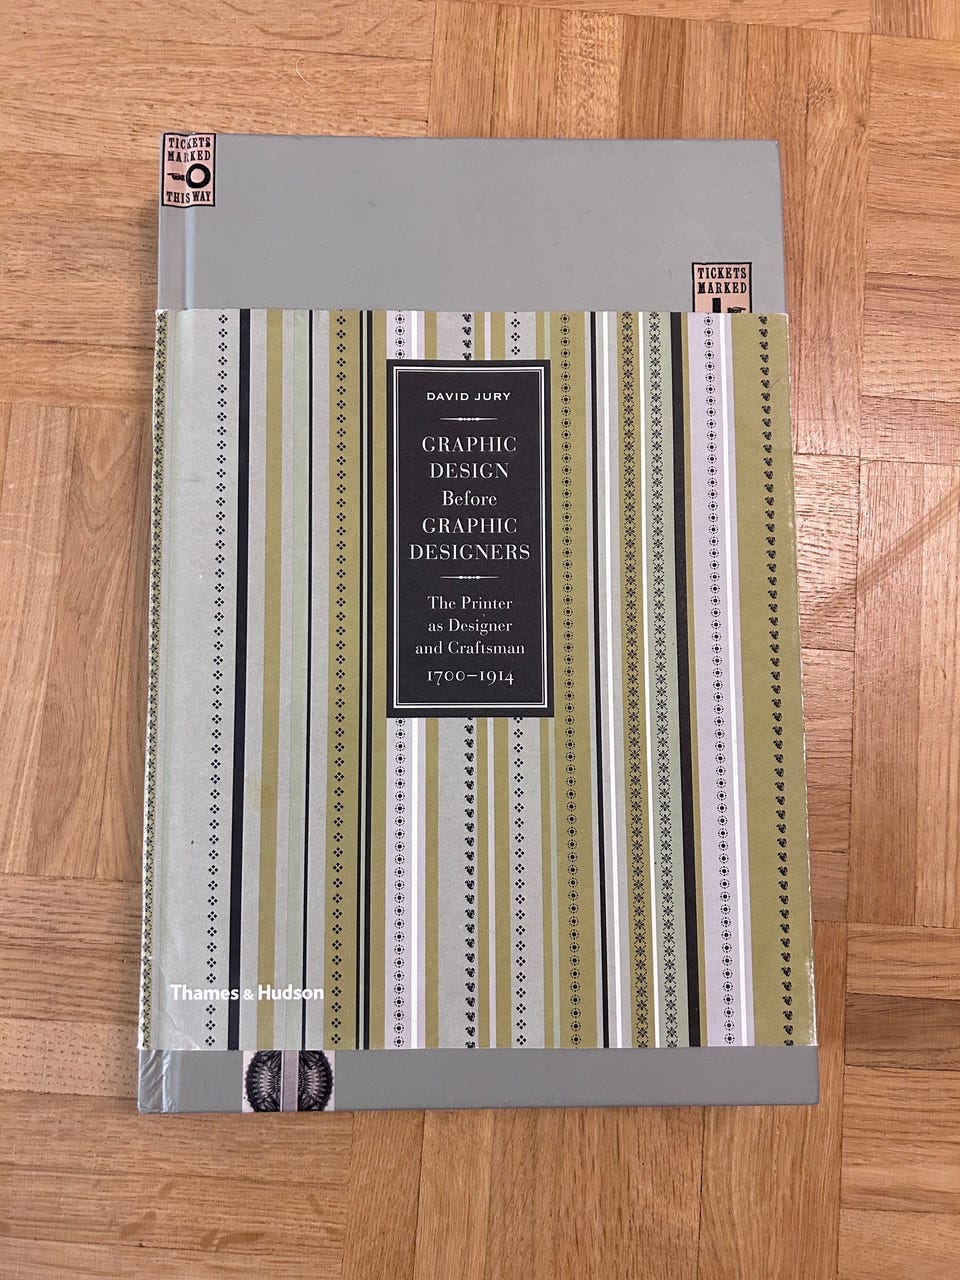 TICKETS
MARKED
O
THIS WAY
TICKETS
MARKED
DAVID JURY
GRAPHIC
DESIGN
Before
GRAPHIC
DESIGNERS
The Printer
as Designer
and Craftsman
1700–1914
Thames & Hudson